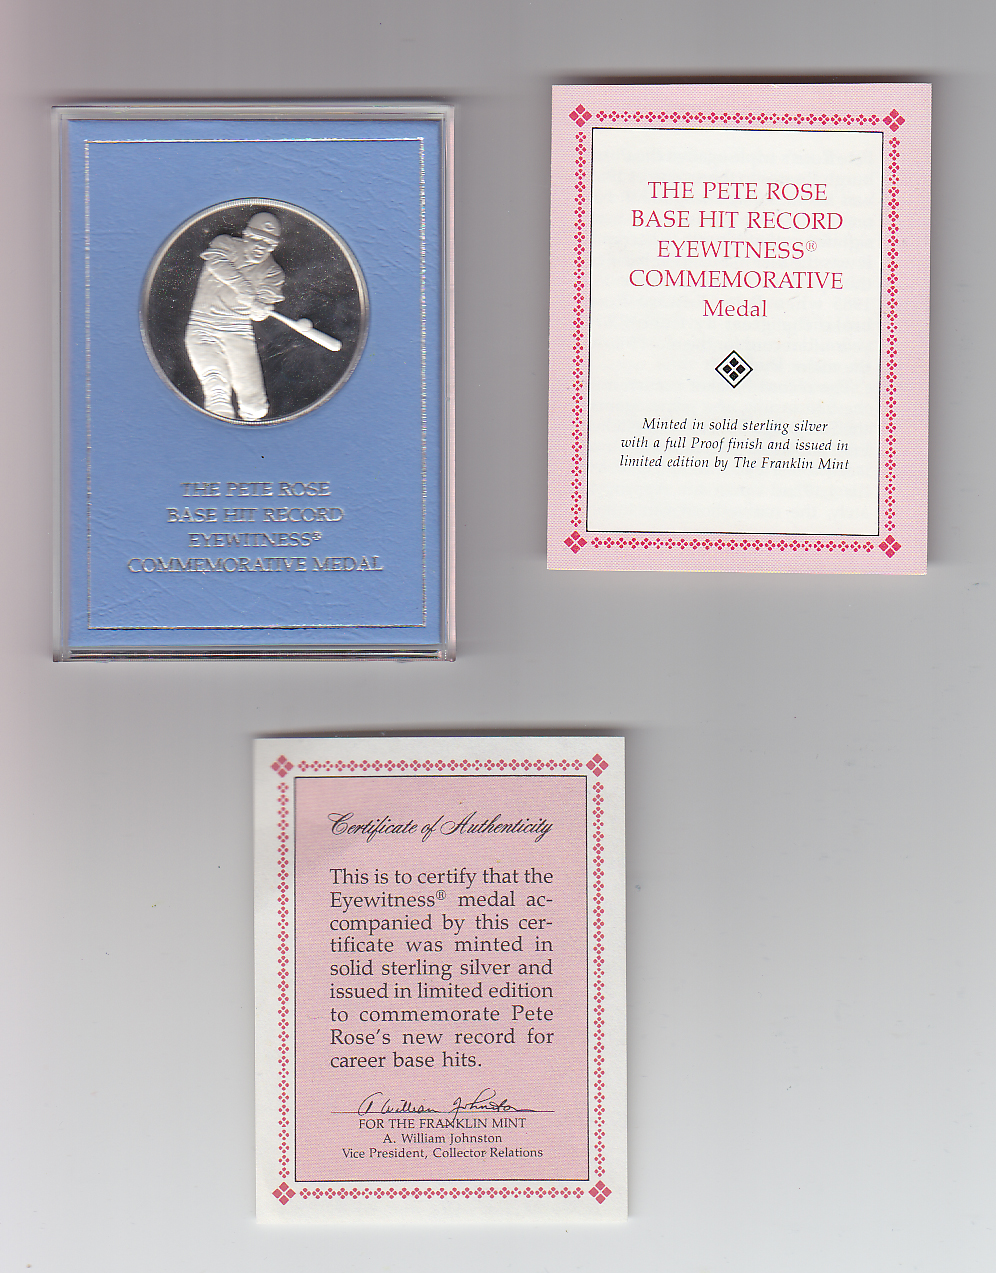 THE PETE ROSE
BASE HIT RECORD
EYEWITNESS®
COMMEMORATIVE MEDAL
THE PETE ROSE
BASE HIT RECORD
EYEWITNESS®
COMMEMORATIVE
Medal
Minted in solid sterling silver
with a full Proof finish and issued in
limited edition by The Franklin Mint
Certificate of Authenticity
This is to certify that the
Eyewitness® medal ac-
companied by this cer-
tificate was minted in
solid sterling silver and
issued in limited edition
to commemorate Pete
Rose's new record for
career base hits.
A William Johnston
FOR THE FRANKLIN MINT
A. William Johnston
Vice President, Collector Relations